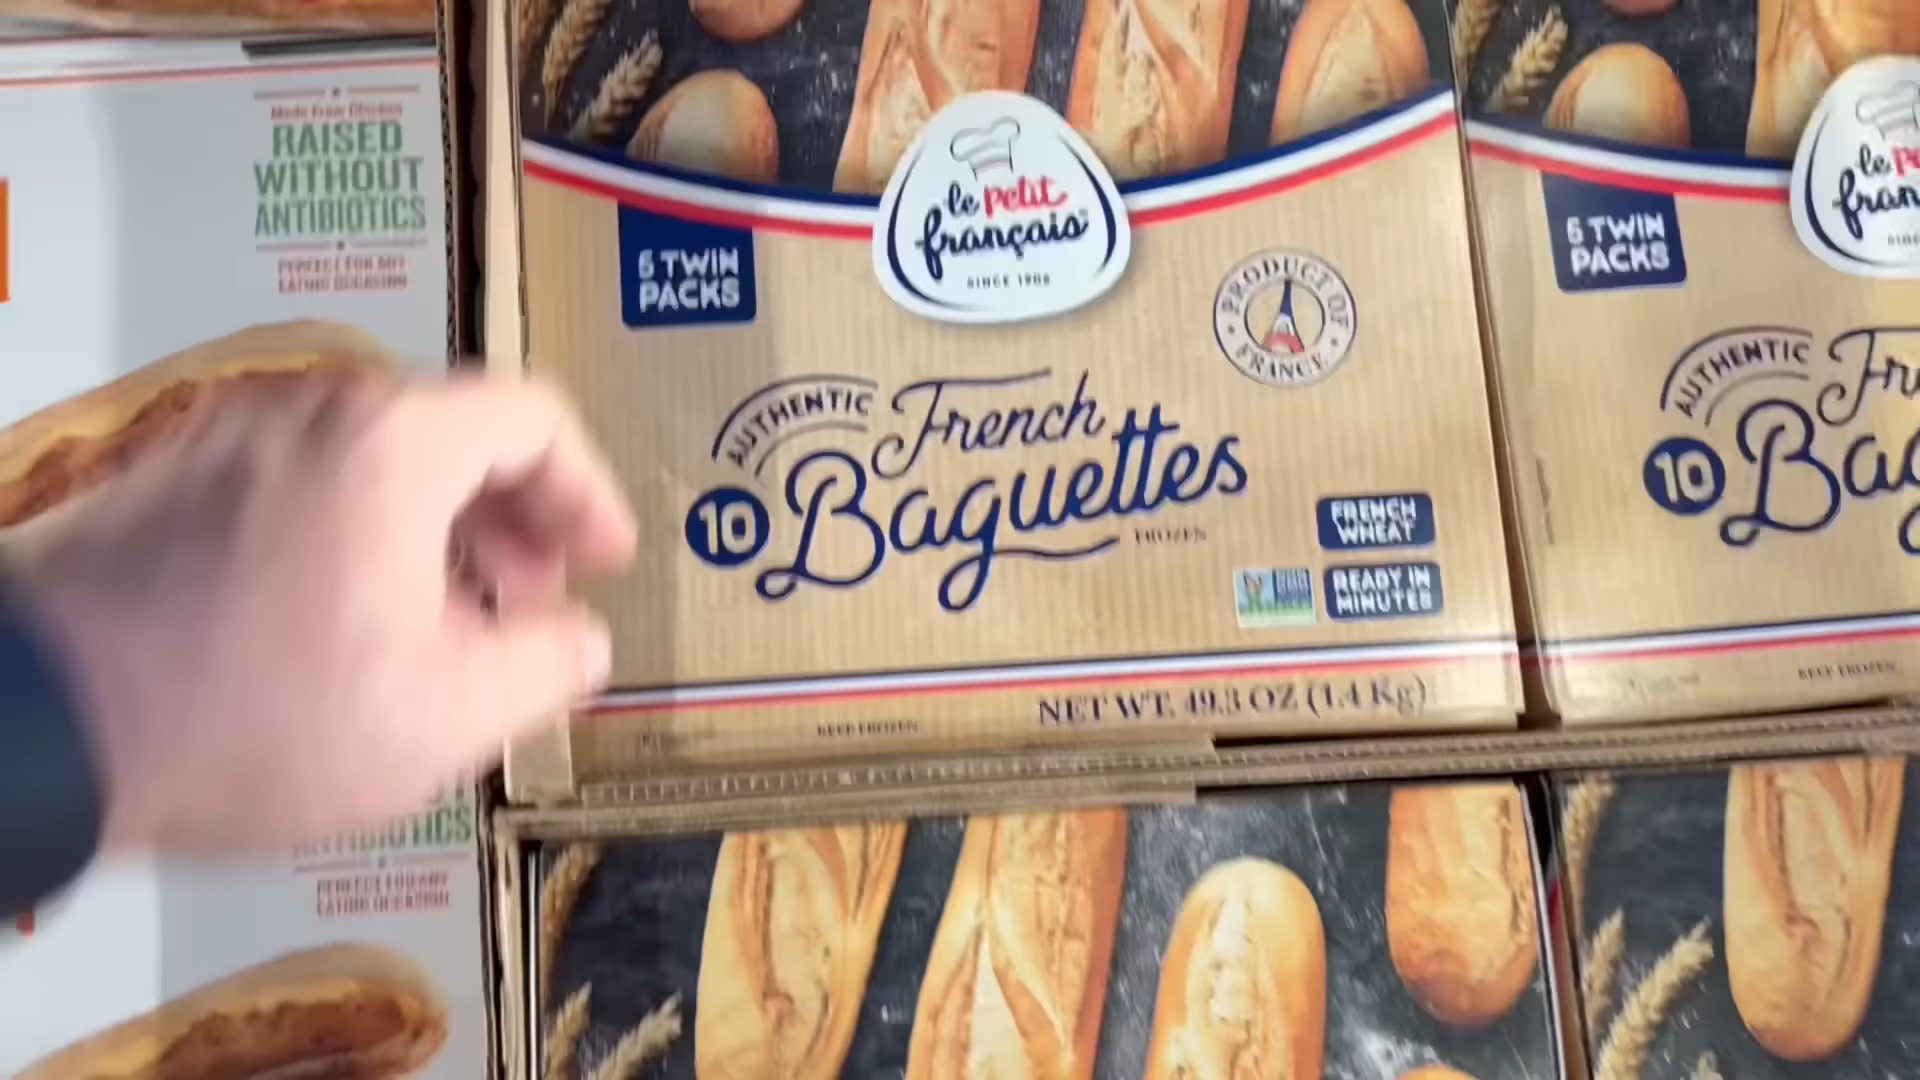 Made From Chicken
RAISED
WITHOUT
ANTIBIOTICS
PERFECT FOR ANY
EATING OCCASION
le petit
français
SINCE 1906
5 TWIN
PACKS
PRODUCT OF
FRANCE
AUTHENTIC
French
10 Baguettes
FROZEN
FRENCH
WHEAT
READY IN
MINUTES
NET WT. 49.3 OZ (1.4 Kg)
KEEP FROZEN
le pe
fran
5 TWIN
PACKS
AUTHENTIC
Fre
10 Bag
KEEP FROZEN
ANTIBIOTICS
PERFECT FOR ANY
EATING OCCASION